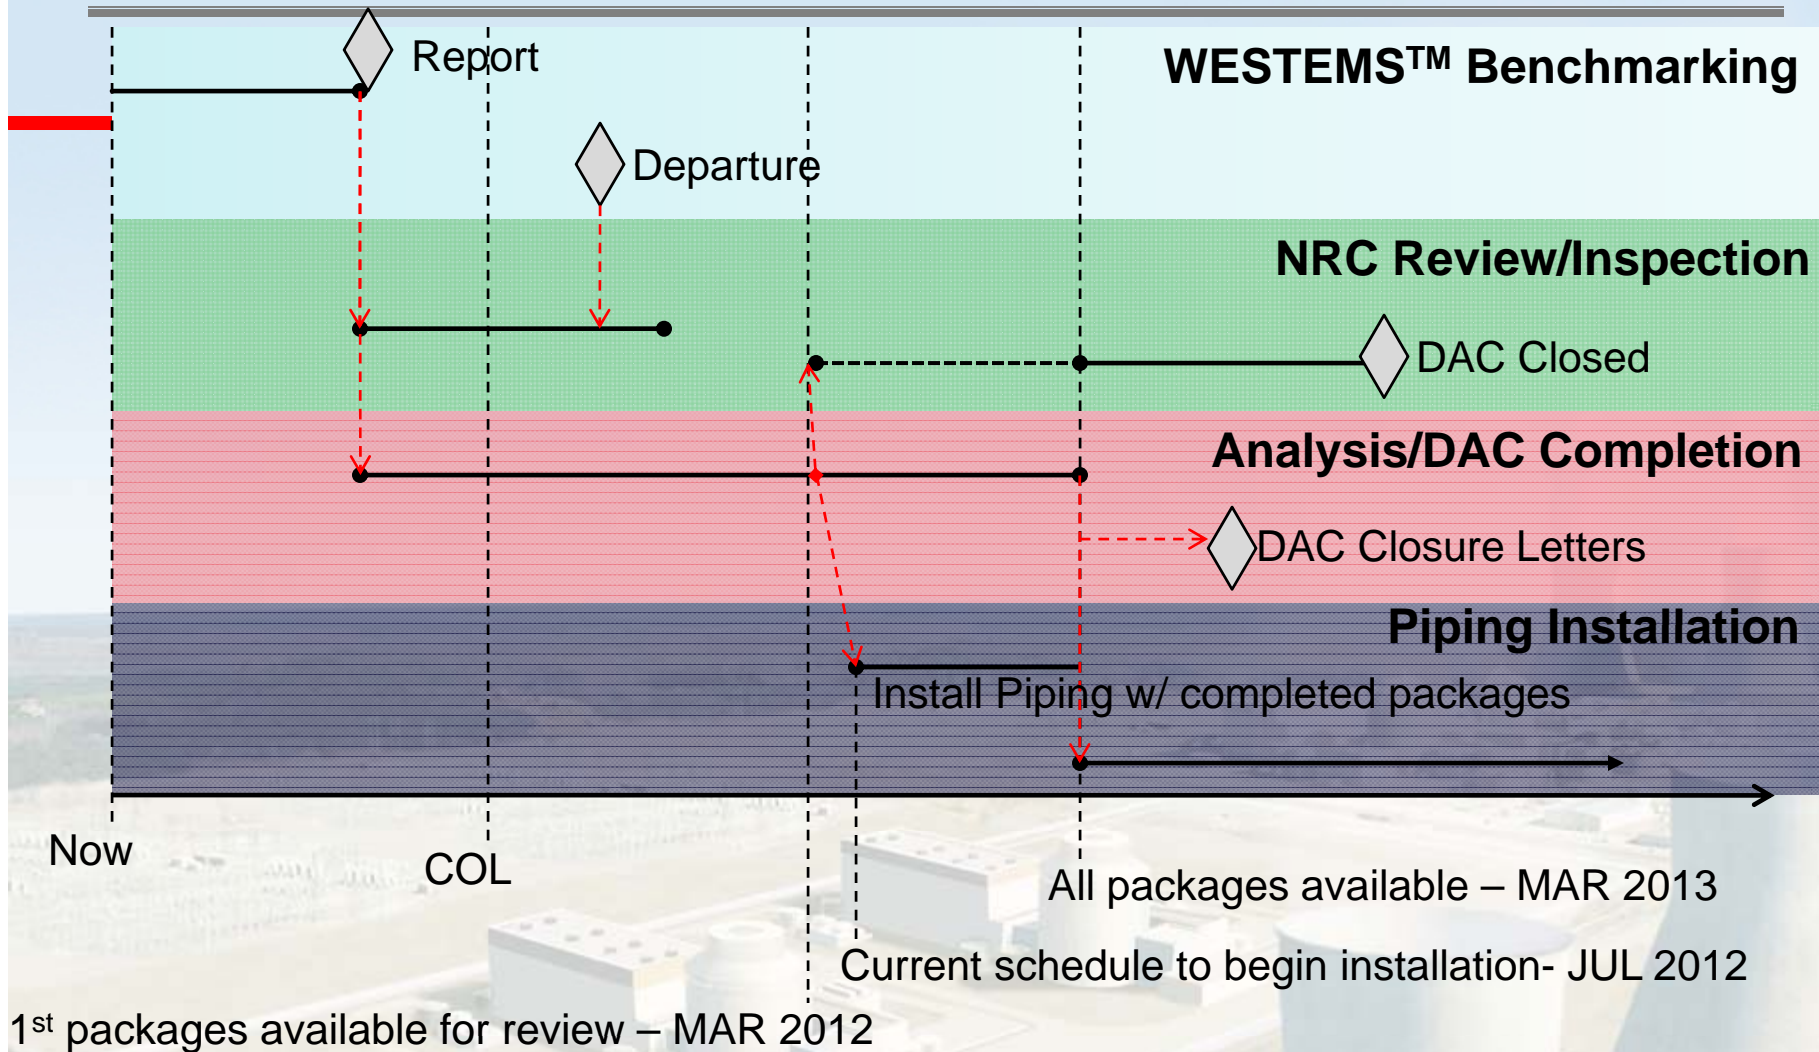 WESTEMS™ Benchmarking
Report
Departure
NRC Review/Inspection
DAC Closed
Analysis/DAC Completion
DAC Closure Letters
Piping Installation
Install Piping w/ completed packages
Now
COL
All packages available – MAR 2013
Current schedule to begin installation- JUL 2012
1st packages available for review – MAR 2012